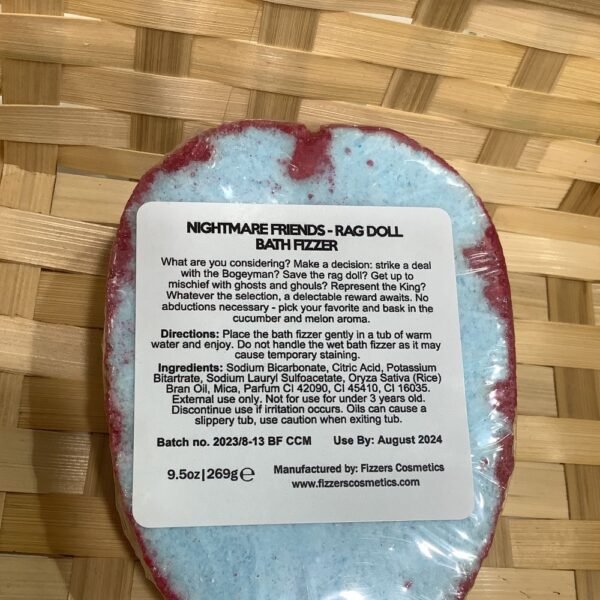 NIGHTMARE FRIENDS - RAG DOLL
BATH FIZZER
What are you considering? Make a decision: strike a deal
with the Bogeyman? Save the rag doll? Get up to
mischief with ghosts and ghouls? Represent the King?
Whatever the selection, a delectable reward awaits. No
abductions necessary - pick your favorite and bask in the
cucumber and melon aroma.
Directions: Place the bath fizzer gently in a tub of warm
water and enjoy. Do not handle the wet bath fizzer as it may
cause temporary staining.
Ingredients: Sodium Bicarbonate, Citric Acid, Potassium
Bitartrate, Sodium Lauryl Sulfoacetate, Oryza Sativa (Rice)
Bran Oil, Mica, Parfum CI 42090, CI 45410, CI 16035.
External use only. Not for use for under 3 years old.
Discontinue use if irritation occurs. Oils can cause a
slippery tub, use caution when exiting tub.
Batch no. 2023/8-13 BF CCM Use By: August 2024
9.5oz|269g℮ Manufactured by: Fizzers Cosmetics
www.fizzerscosmetics.com